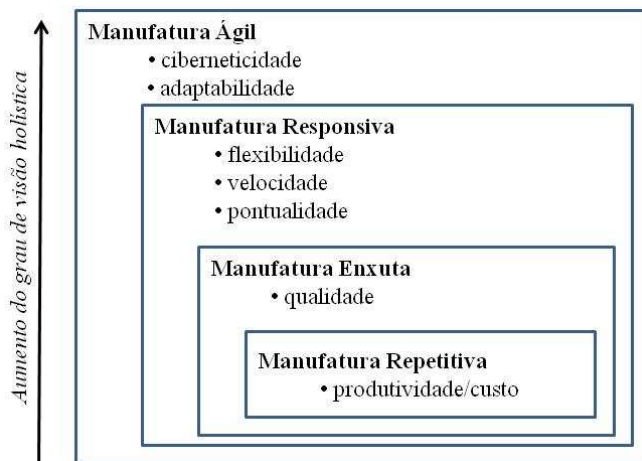 Manufatura Ágil
• ciberneticidade
• adaptabilidade
Manufatura Responsiva
• flexibilidade
• velocidade
• pontualidade
Manufatura Enxuta
• qualidade
Manufatura Repetitiva
• produtividade/custo
Aumento do grau de visão holística